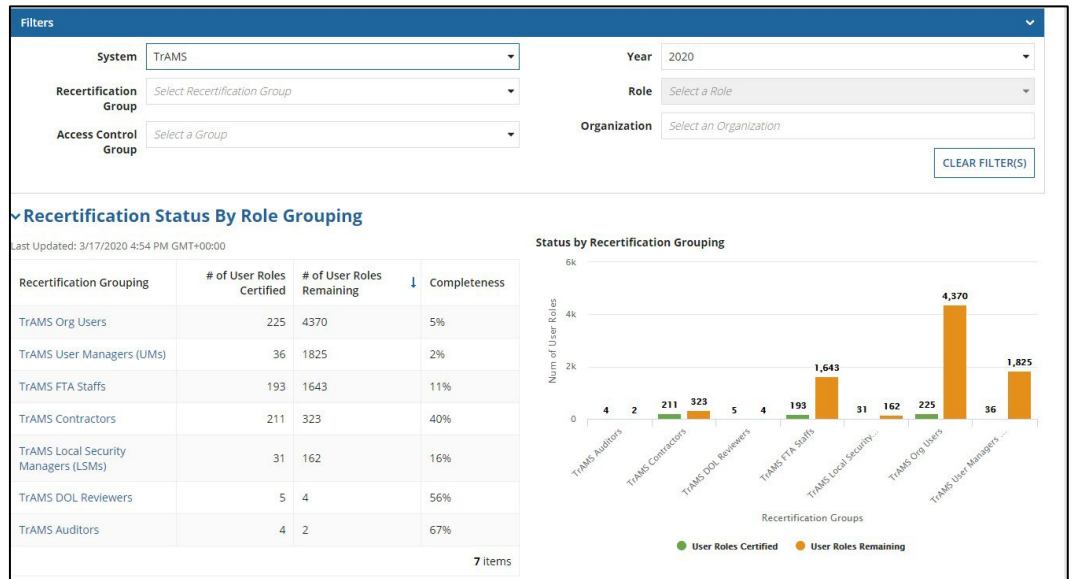 Filters
System TrAMS
Year 2020
Recertification Group Select Recertification Group
Role Select a Role
Access Control Group Select a Group
Organization Select an Organization
CLEAR FILTER(S)
Recertification Status By Role Grouping
Last Updated: 3/17/2020 4:54 PM GMT+00:00
Recertification Grouping # of User Roles Certified # of User Roles Remaining ↓ Completeness
TrAMS Org Users 225 4370 5%
TrAMS User Managers (UMs) 36 1825 2%
TrAMS FTA Staffs 193 1643 11%
TrAMS Contractors 211 323 40%
TrAMS Local Security Managers (LSMs) 31 162 16%
TrAMS DOL Reviewers 5 4 56%
TrAMS Auditors 4 2 67%
7 items
Status by Recertification Grouping
Num of User Roles
6k
4k
2k
0
4 2 211 323 5 4 193 1,643 31 162 225 4,370 36 1,825
TrAMS Auditors
TrAMS Contractors
TrAMS DOL Reviewers
TrAMS FTA Staffs
TrAMS Local Security...
TrAMS Org Users
TrAMS User Managers ...
Recertification Groups
User Roles Certified User Roles Remaining